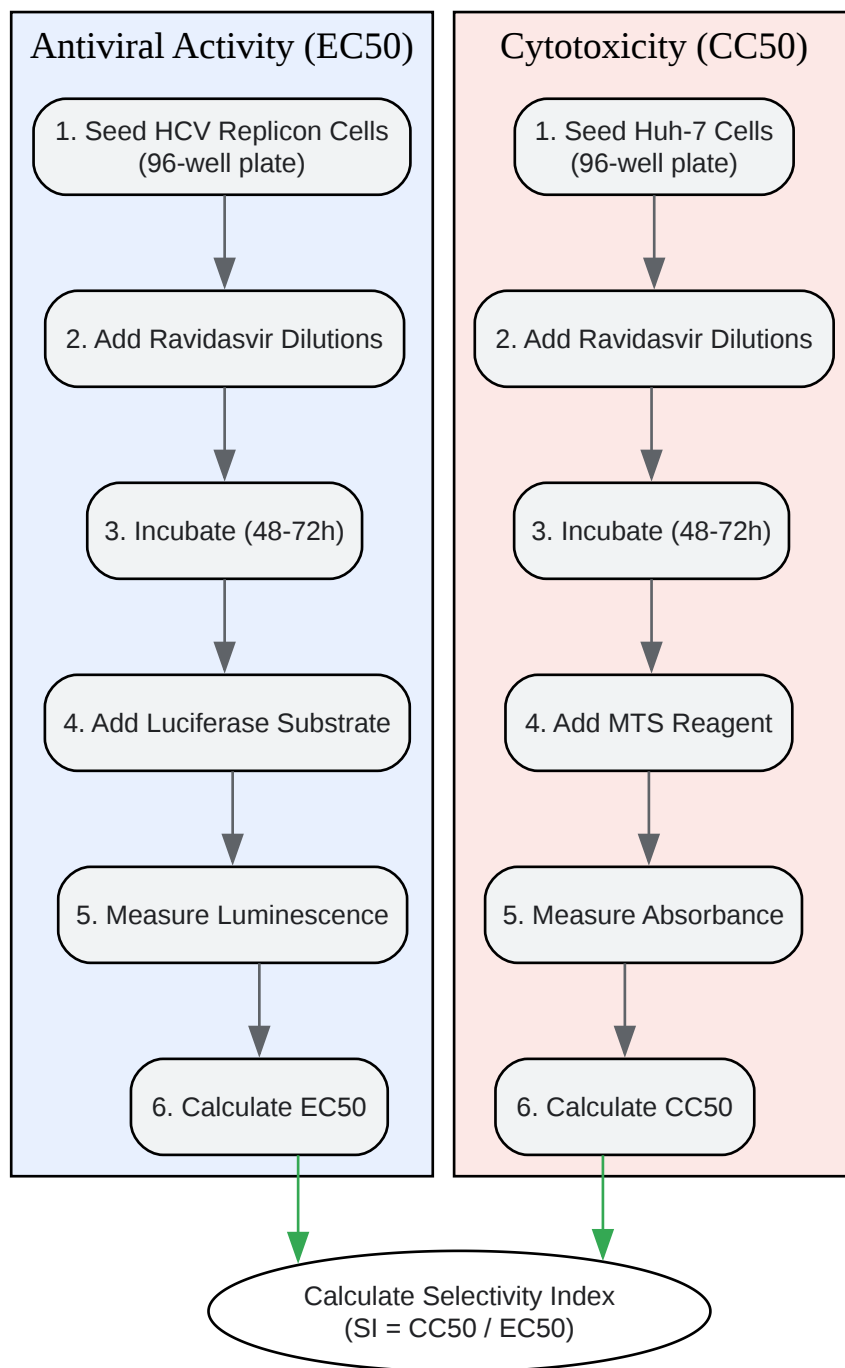 Antiviral Activity (EC50)
1. Seed HCV Replicon Cells
(96-well plate)
2. Add Ravidasvir Dilutions
3. Incubate (48-72h)
4. Add Luciferase Substrate
5. Measure Luminescence
6. Calculate EC50
Cytotoxicity (CC50)
1. Seed Huh-7 Cells
(96-well plate)
2. Add Ravidasvir Dilutions
3. Incubate (48-72h)
4. Add MTS Reagent
5. Measure Absorbance
6. Calculate CC50
Calculate Selectivity Index
(SI = CC50 / EC50)